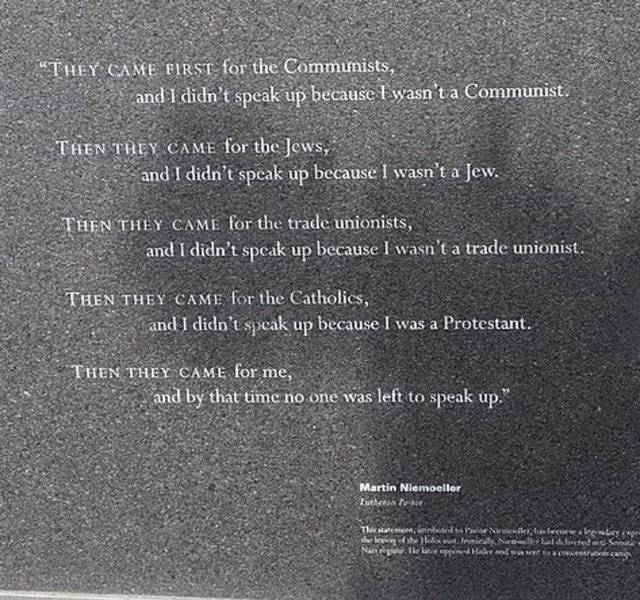 “THEY CAME FIRST for the Communists,
and I didn’t speak up because I wasn’t a Communist.
THEN THEY CAME for the Jews,
and I didn’t speak up because I wasn’t a Jew.
THEN THEY CAME for the trade unionists,
and I didn’t speak up because I wasn’t a trade unionist.
THEN THEY CAME for the Catholics,
and I didn’t speak up because I was a Protestant.
THEN THEY CAME for me,
and by that time no one was left to speak up.”
Martin Niemoeller
Lutheran Pastor
This statement, attributed to Pastor Niemoeller, has become a legendary
the lesson of the Holocaust. Ironically, Niemoeller had delivered anti-Semitic
Nazi regime. He later opposed Hitler and was sent to a concentration camp.